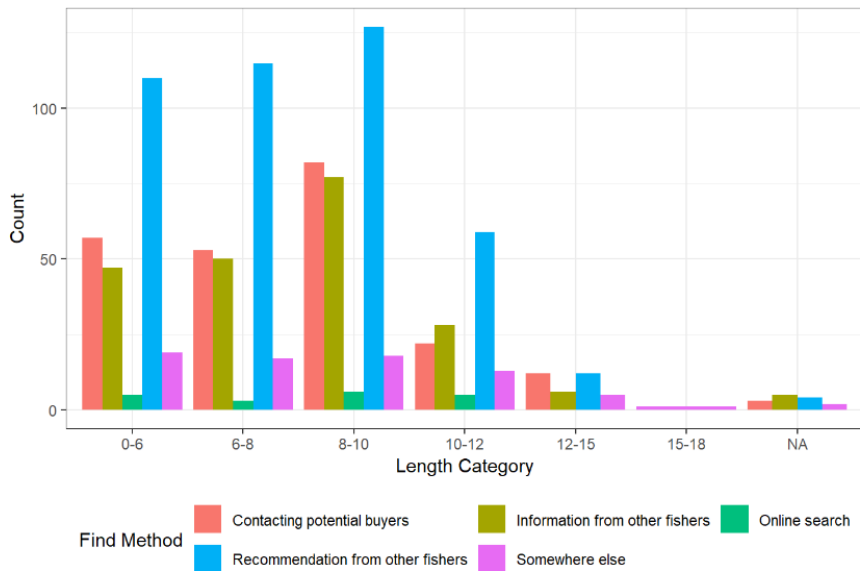 100
50
0
Count
0-6 6-8 8-10 10-12 12-15 15-18 NA
Length Category
Find Method
Contacting potential buyers Information from other fishers Online search
Recommendation from other fishers Somewhere else